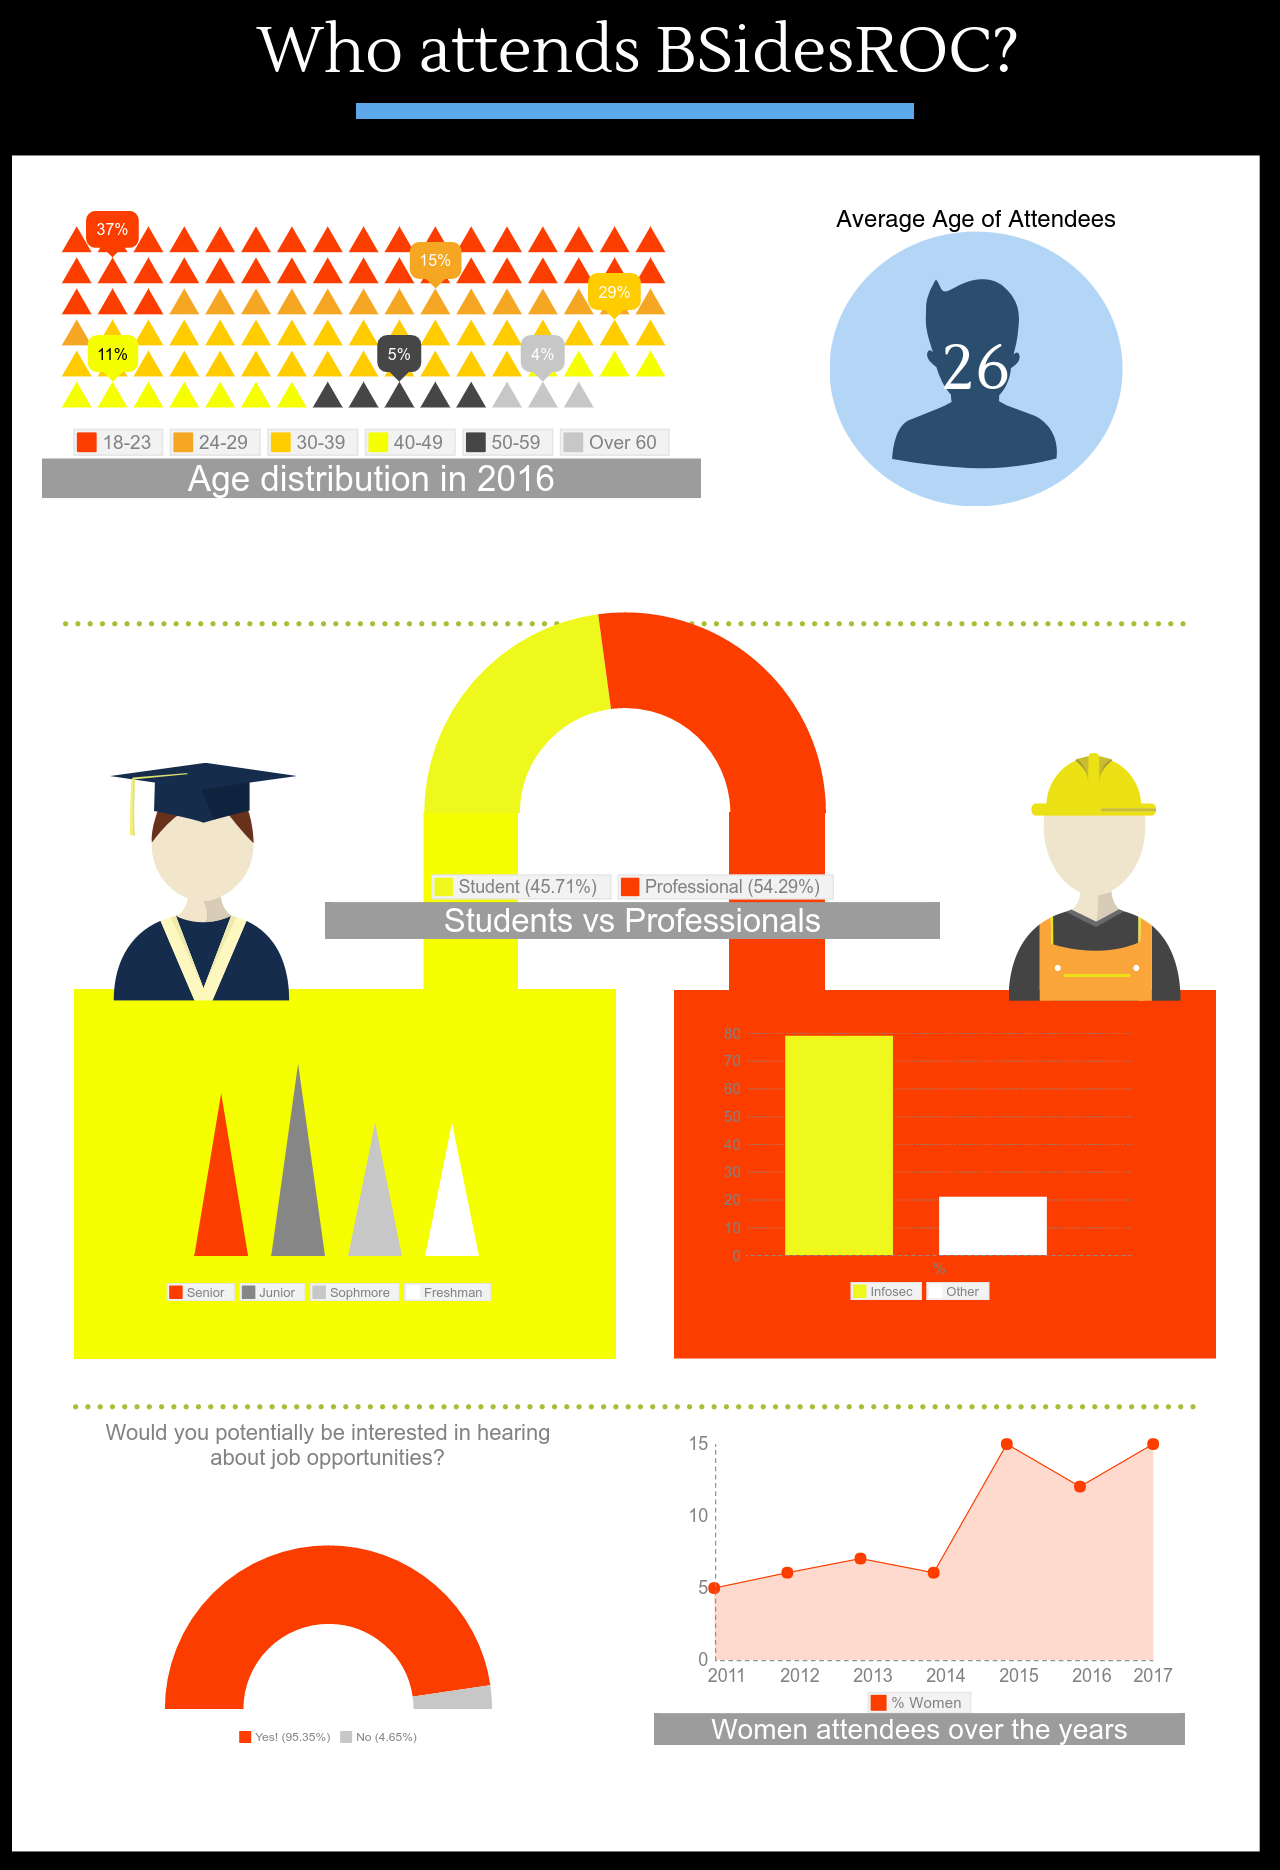 Who attends BSidesROC?
37%
15%
29%
11%
5%
4%
18-23 24-29 30-39 40-49 50-59 Over 60
Age distribution in 2016
Average Age of Attendees
26
Student (45.71%) Professional (54.29%)
Students vs Professionals
Senior Junior Sophmore Freshman
80
70
60
50
40
30
20
10
0
%
Infosec Other
Would you potentially be interested in hearing
about job opportunities?
Yes! (95.35%) No (4.65%)
15
10
5
0
2011 2012 2013 2014 2015 2016 2017
% Women
Women attendees over the years